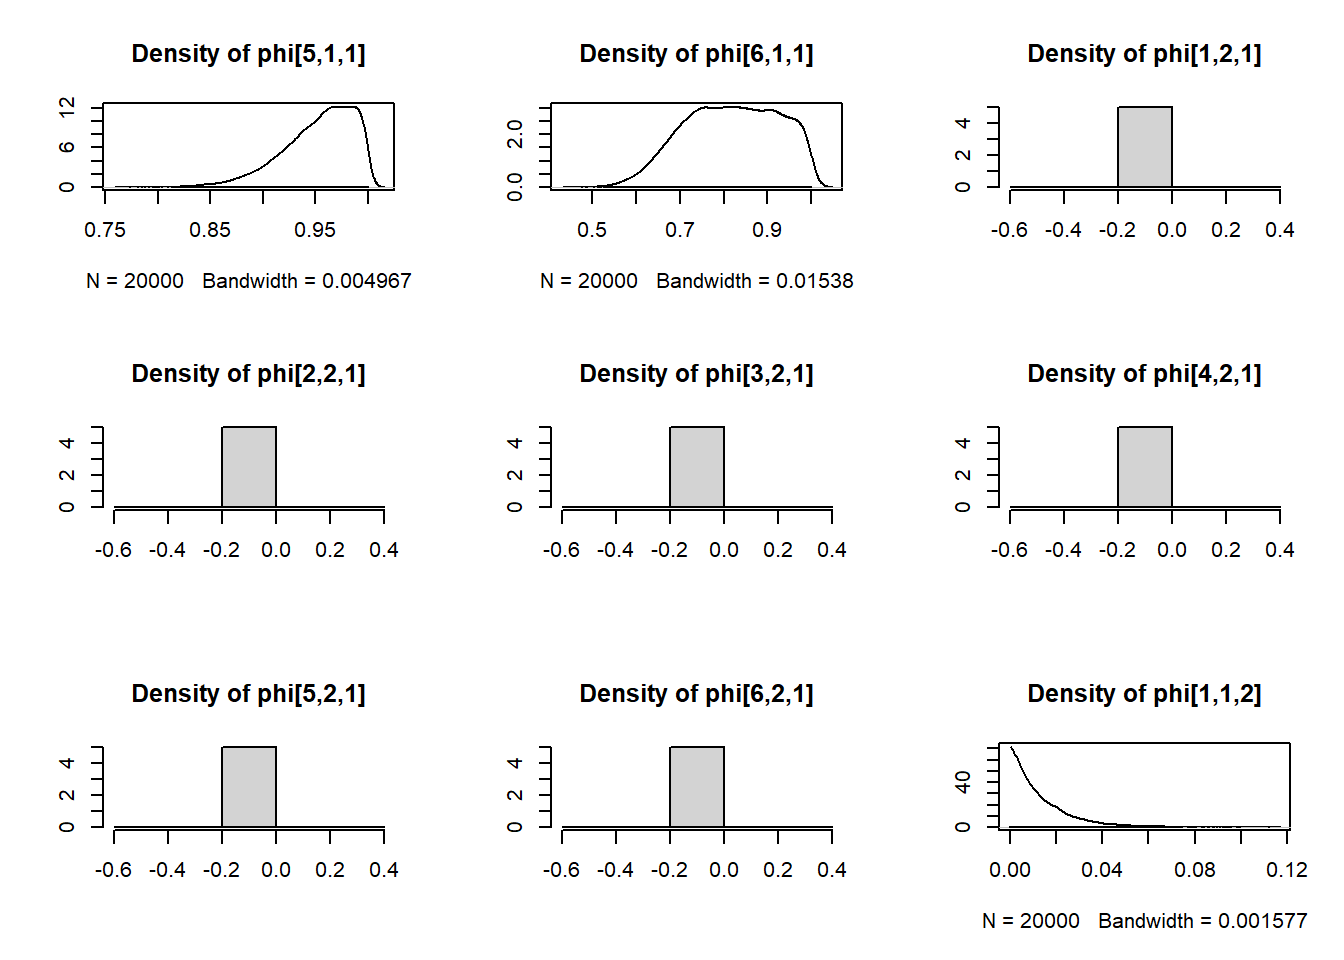 Density of phi[5,1,1]
12
6
0
0.75 0.85 0.95
N = 20000 Bandwidth = 0.004967
Density of phi[6,1,1]
2.0
0.0
0.5 0.7 0.9
N = 20000 Bandwidth = 0.01538
Density of phi[1,2,1]
4
2
0
-0.6 -0.4 -0.2 0.0 0.2 0.4
Density of phi[2,2,1]
4
2
0
-0.6 -0.4 -0.2 0.0 0.2 0.4
Density of phi[3,2,1]
4
2
0
-0.6 -0.4 -0.2 0.0 0.2 0.4
Density of phi[4,2,1]
4
2
0
-0.6 -0.4 -0.2 0.0 0.2 0.4
Density of phi[5,2,1]
4
2
0
-0.6 -0.4 -0.2 0.0 0.2 0.4
Density of phi[6,2,1]
4
2
0
-0.6 -0.4 -0.2 0.0 0.2 0.4
Density of phi[1,1,2]
40
0
0.00 0.04 0.08 0.12
N = 20000 Bandwidth = 0.001577